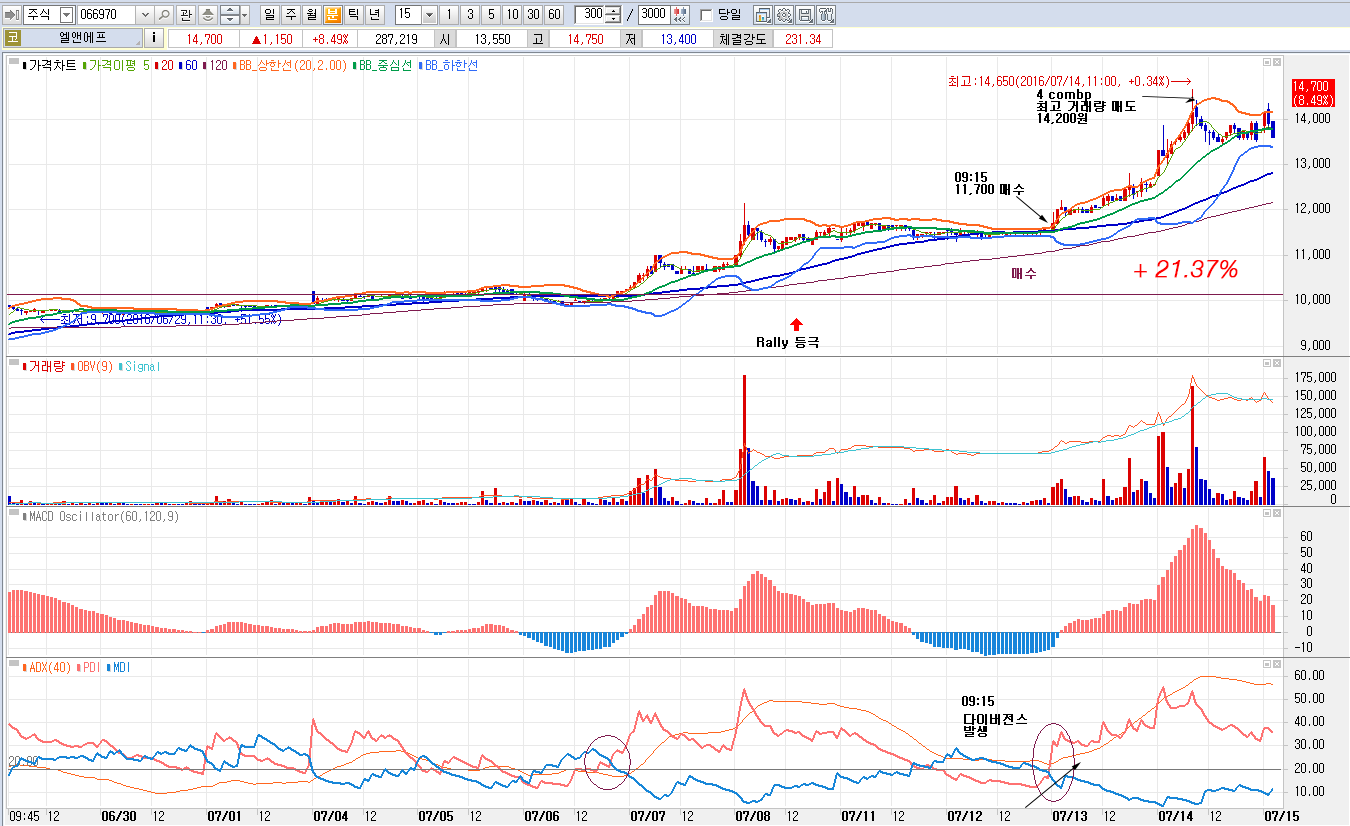 주식 066970 관 일 주 월 분 틱 년 15 1 3 5 10 30 60 300 / 3000 당일
코 엘앤에프 i 14,700 ▲1,150 +8.49% 287,219 시 13,550 고 14,750 저 13,400 체결강도 231.34
가격차트 가격이평 5 20 60 120 BB_상한선(20,2.00) BB_중심선 BB_하한선
최고:14,650(2016/07/14,11:00, +0.34%)→
4 combp
최고 거래량 매도
14,200원
09:15
11,700 매수
매수
+ 21.37%
←최저:9,700(2016/06/29,11:30, +51.55%)
Rally 등극
14,700
(8.49%)
14,000
13,000
12,000
11,000
10,000
9,000
거래량 OBV(9) Signal
175,000
150,000
125,000
100,000
75,000
50,000
25,000
0
MACD Oscillator(60,120,9)
60
50
40
30
20
10
0
-10
ADX(40) PDI MDI
09:15
다이버전스
발생
20.00
60.00
50.00
40.00
30.00
20.00
10.00
09:45 12 06/30 12 07/01 12 07/04 12 07/05 12 07/06 12 07/07 12 07/08 12 07/11 12 07/12 12 07/13 12 07/14 12 07/15